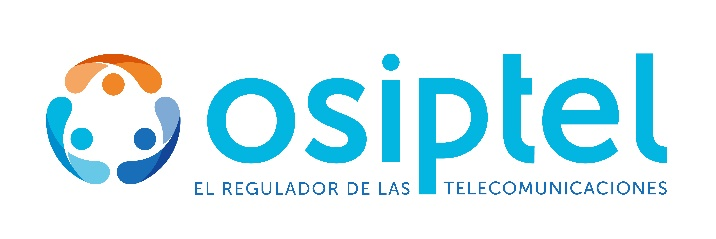 osiptel
EL REGULADOR DE LAS TELECOMUNICACIONES